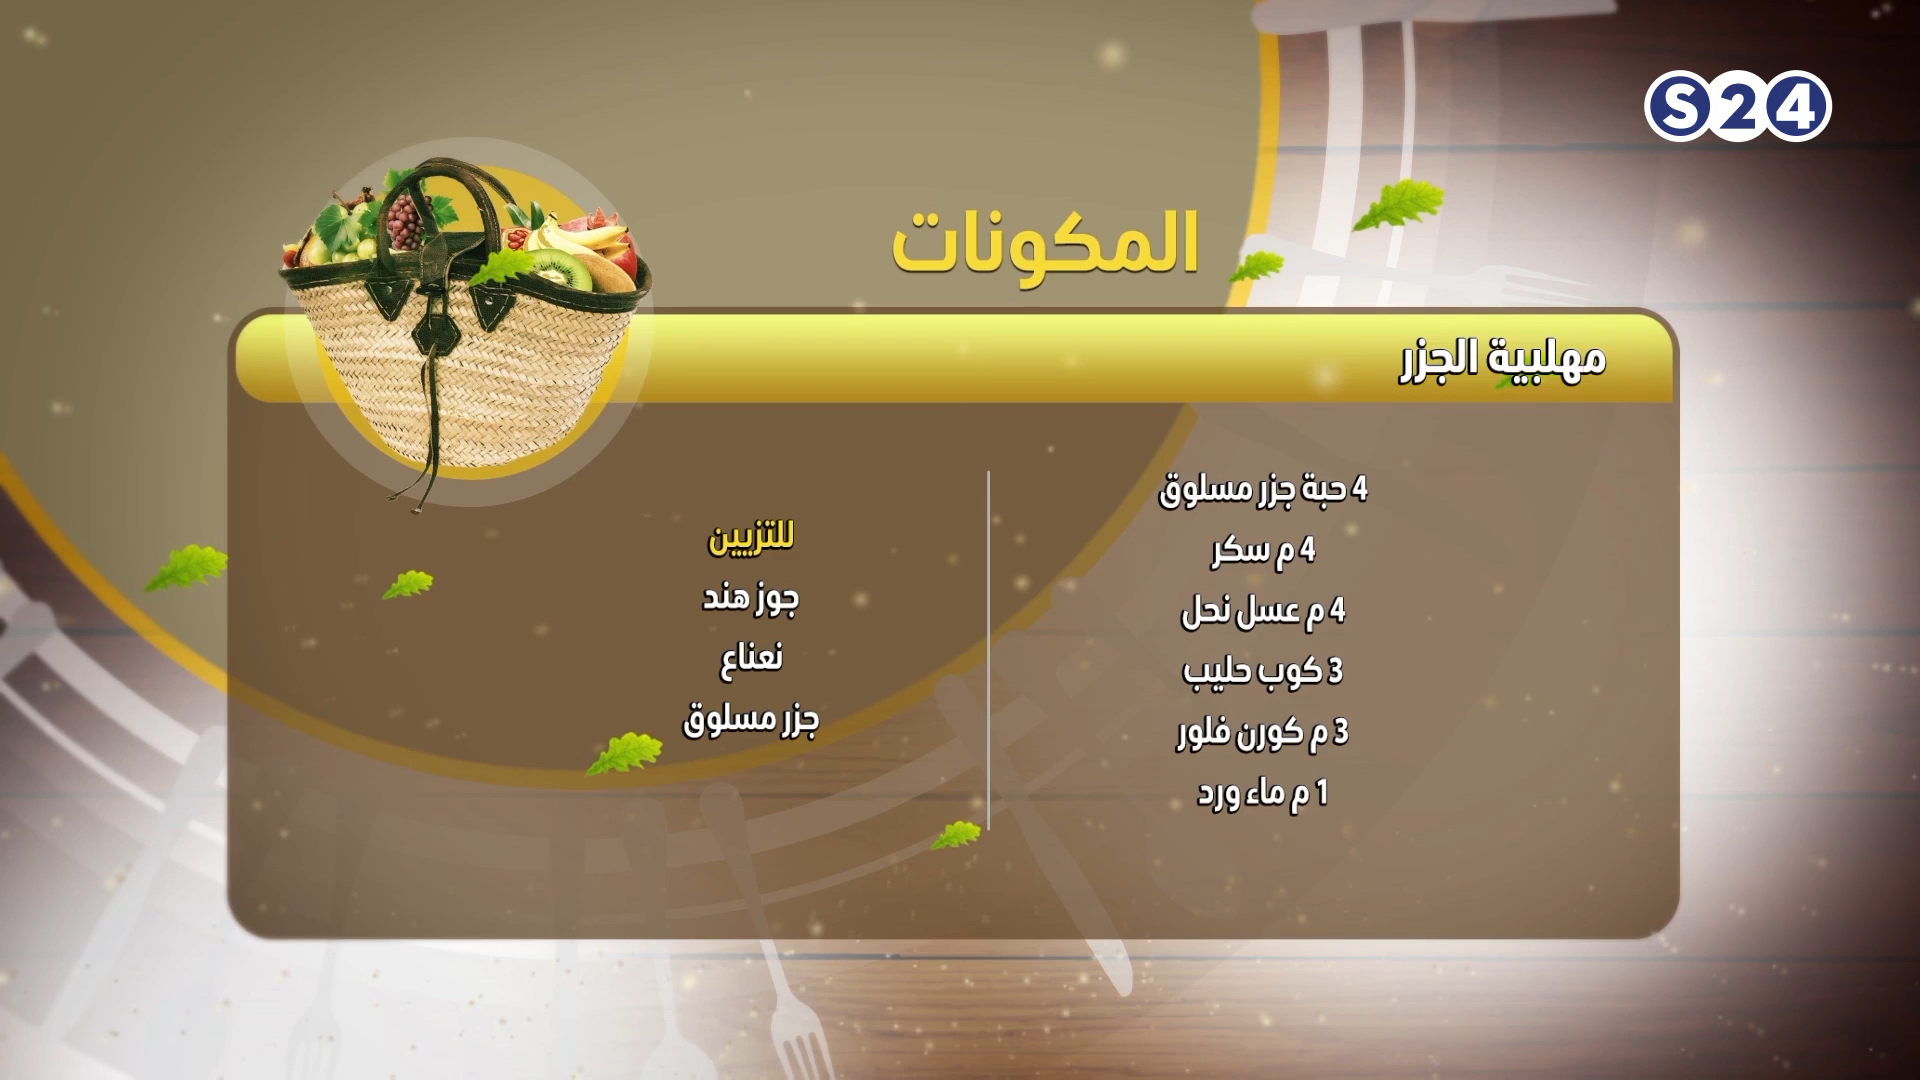 S24
المكونات
مهلبية الجزر
4 حبة جزر مسلوق
4 م سكر
4 م عسل نحل
3 كوب حليب
3 م كورن فلور
1 م ماء ورد
للتزيين
جوز هند
نعناع
جزر مسلوق